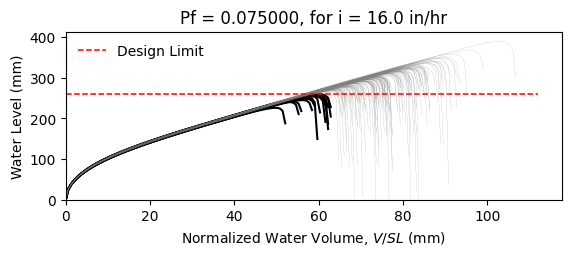 Pf = 0.075000, for i = 16.0 in/hr
Water Level (mm)
400
300
200
100
0
Design Limit
0 20 40 60 80 100
Normalized Water Volume, V/SL (mm)